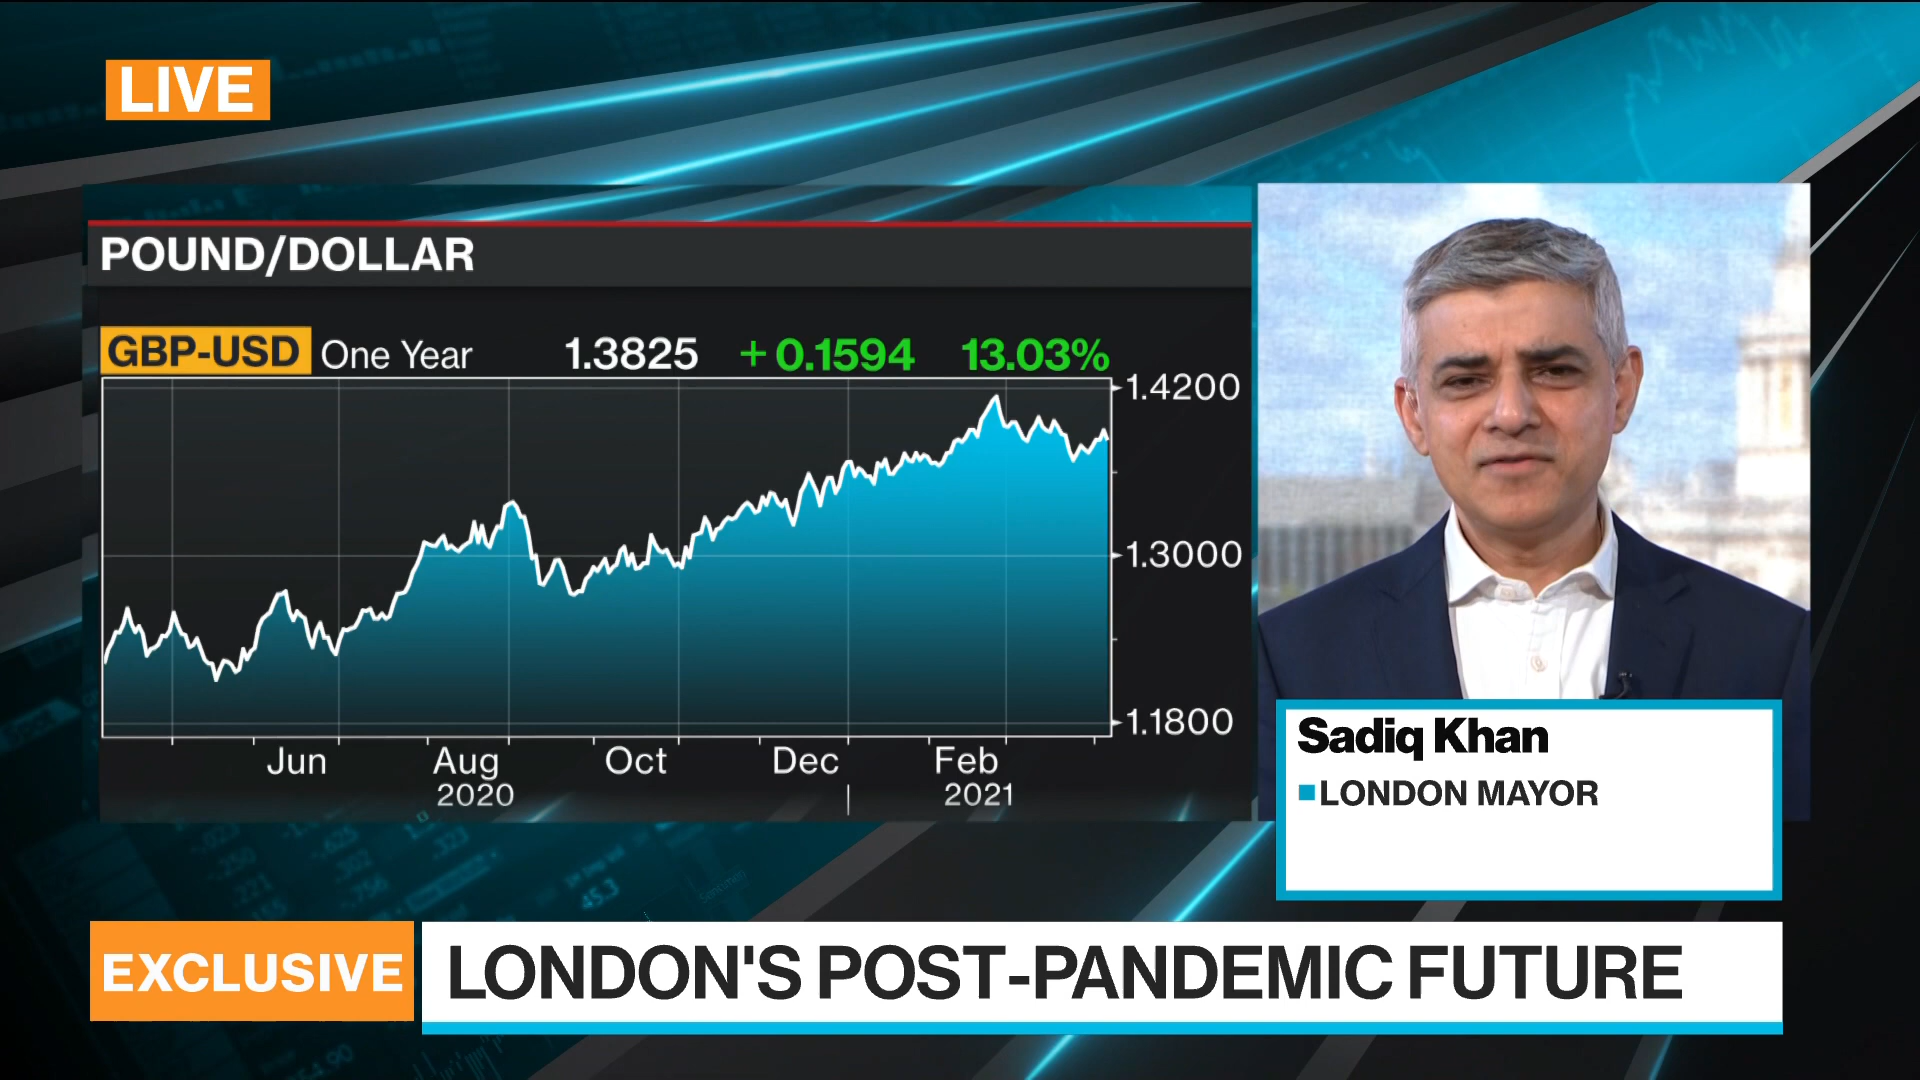 LIVE
POUND/DOLLAR
GBP-USD One Year 1.3825 +0.1594 13.03%
1.4200
1.3000
1.1800
Jun Aug Oct Dec Feb
2020 2021
Sadiq Khan
LONDON MAYOR
EXCLUSIVE
LONDON'S POST-PANDEMIC FUTURE